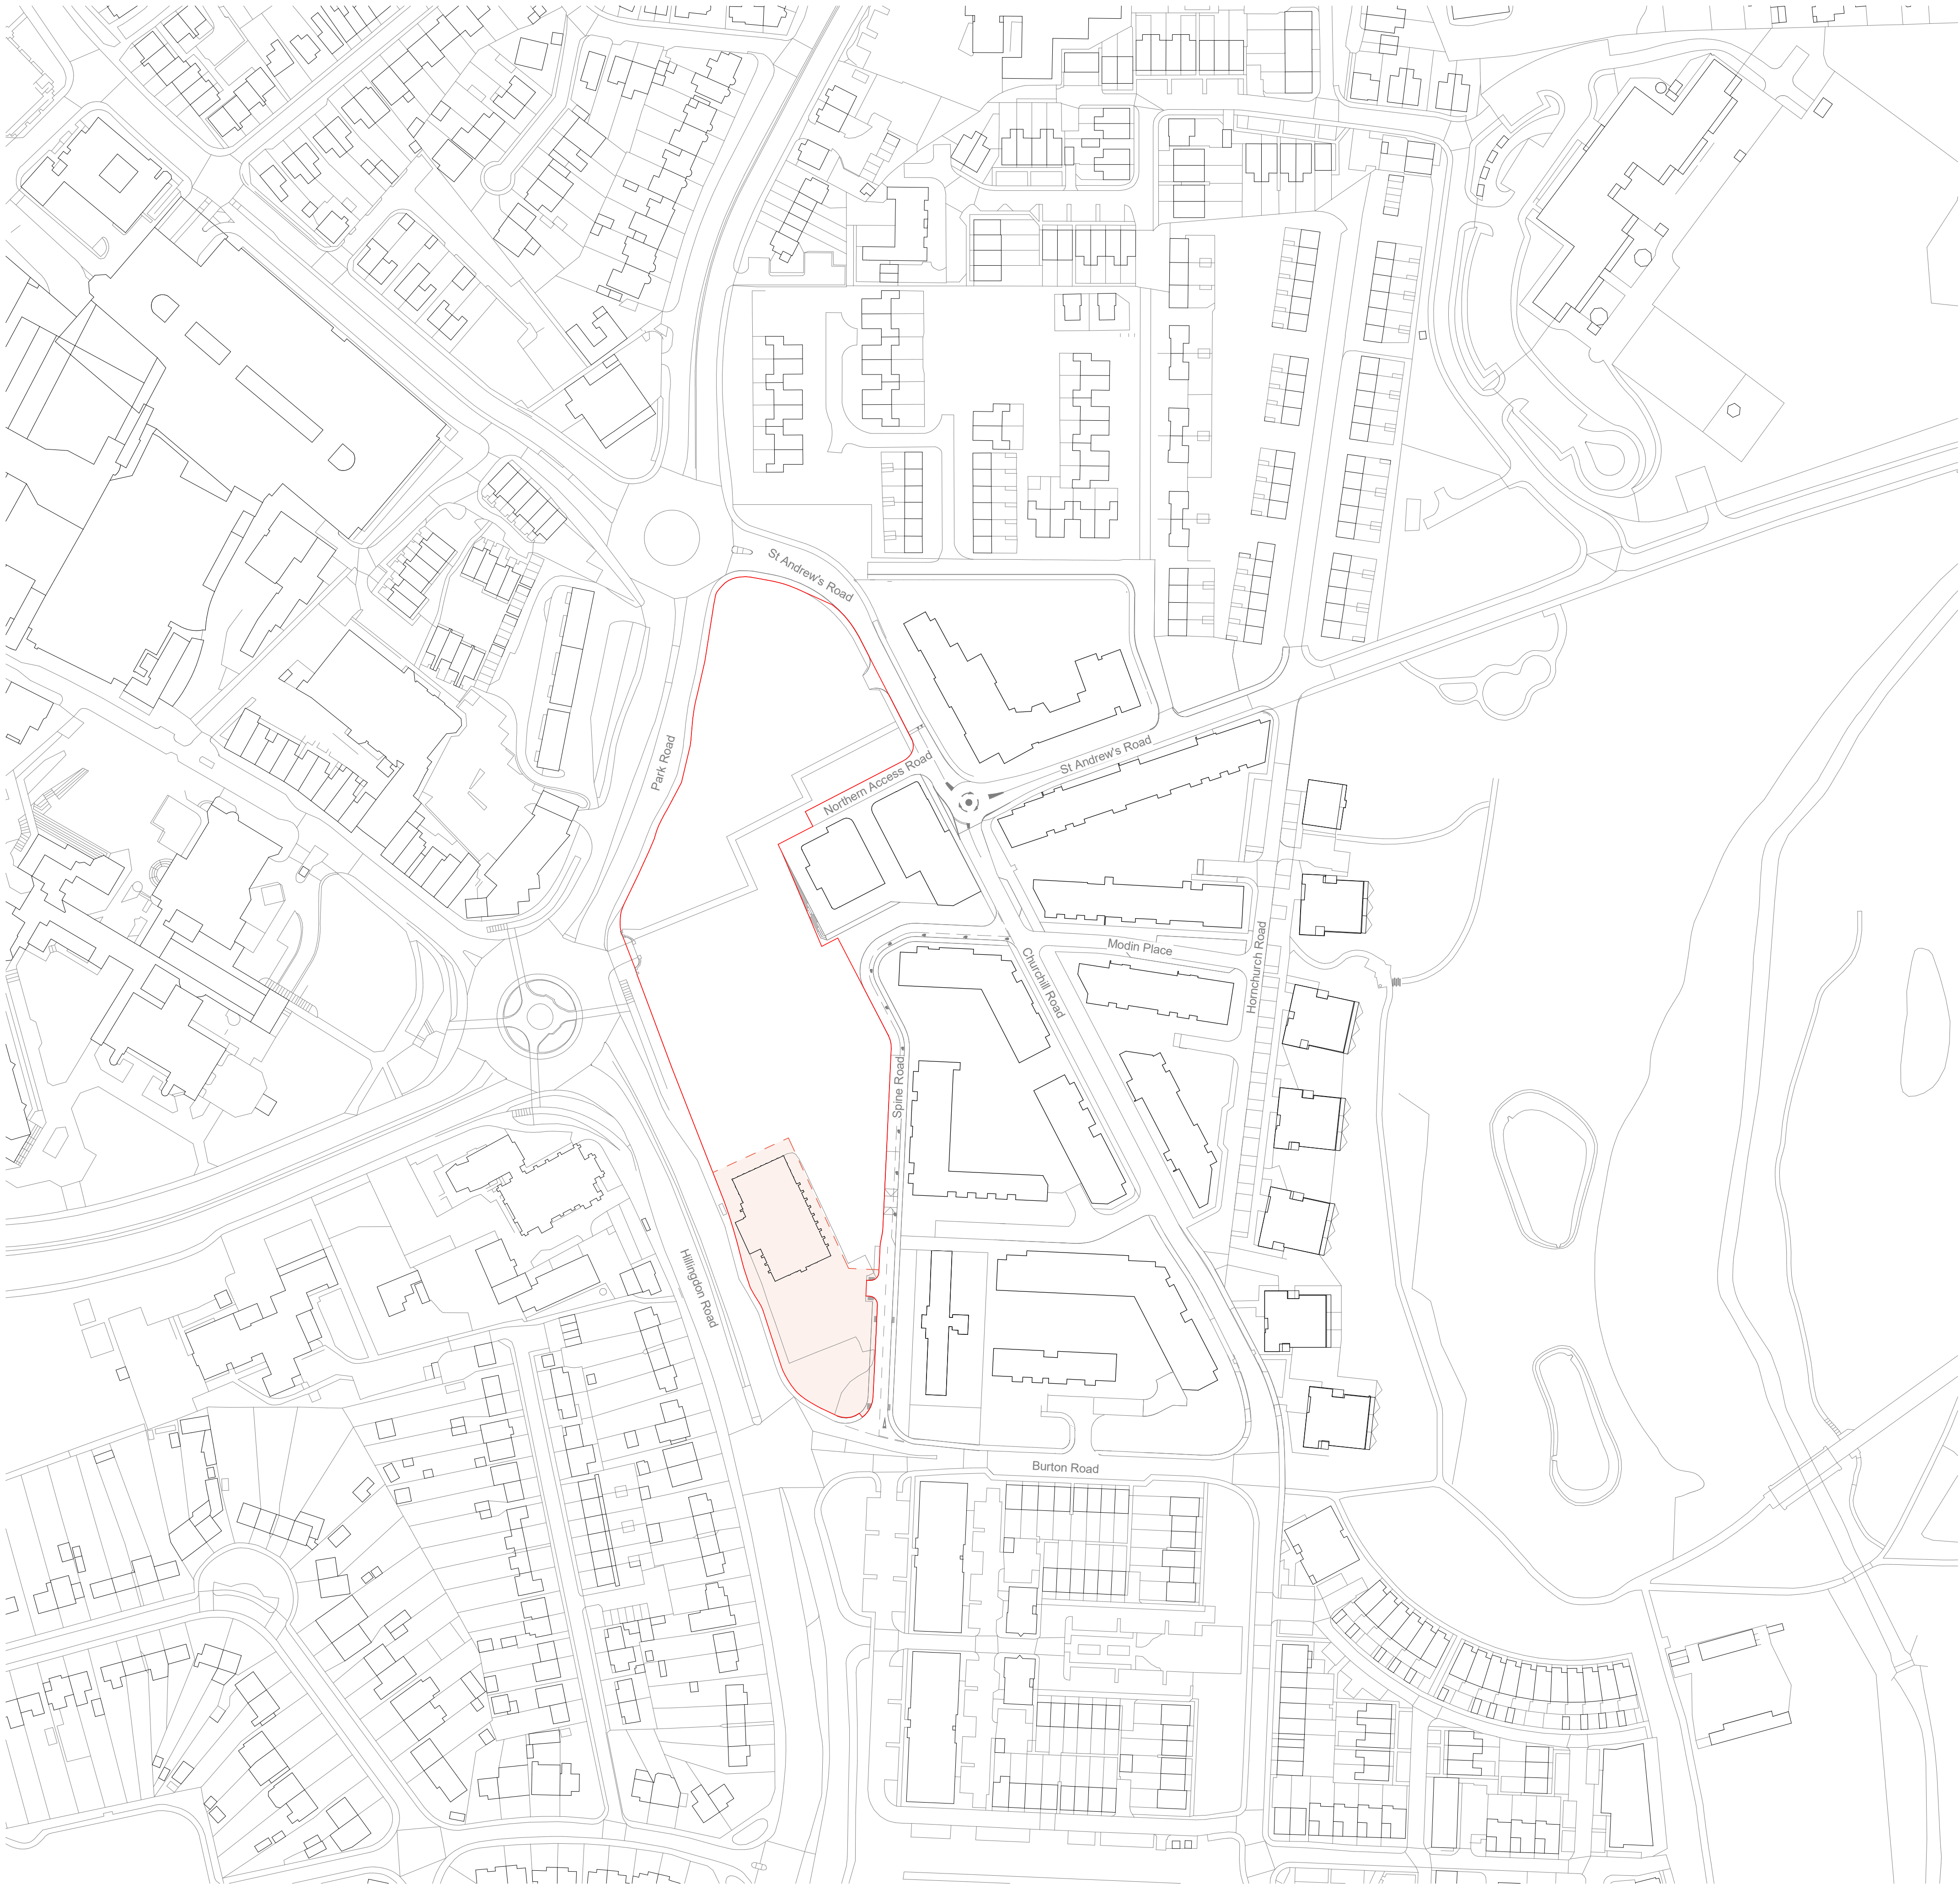 St Andrew's Road
Park Road
Northern Access Road
St Andrew's Road
Modin Place
Hornchurch Road
Churchill Road
Spine Road
Hillingdon Road
Burton Road